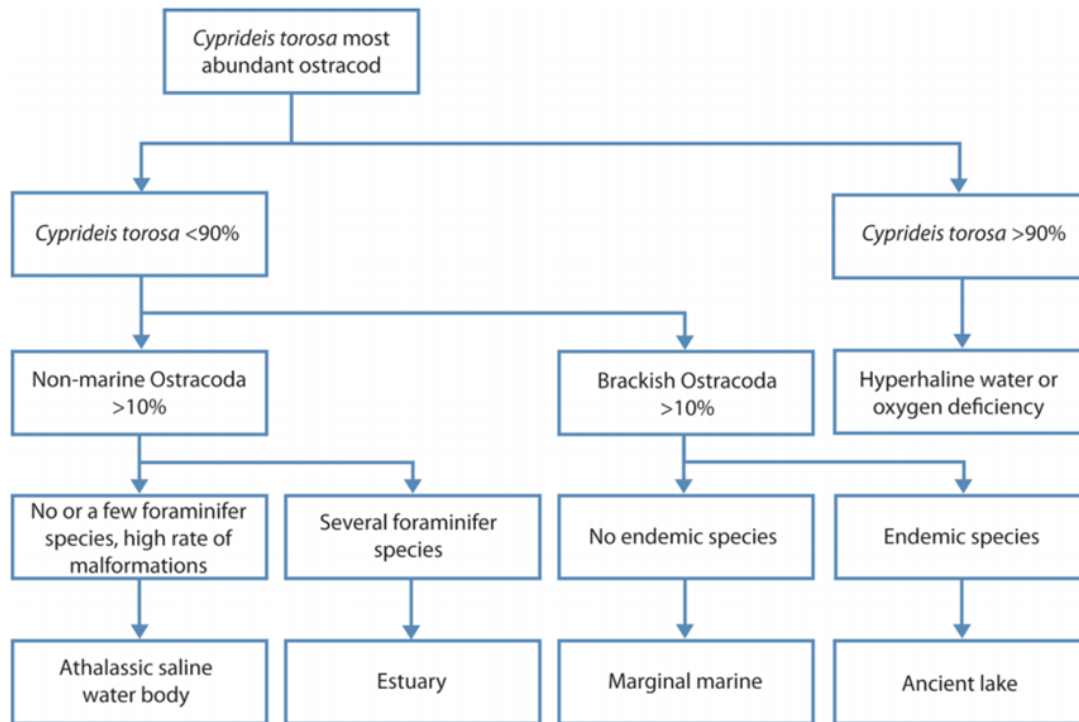 Cyprideis torosa most
abundant ostracod
Cyprideis torosa <90%
Cyprideis torosa >90%
Non-marine Ostracoda
>10%
Brackish Ostracoda
>10%
Hyperhaline water or
oxygen deficiency
No or a few foraminifer
species, high rate of
malformations
Several foraminifer
species
No endemic species
Endemic species
Athalassic saline
water body
Estuary
Marginal marine
Ancient lake